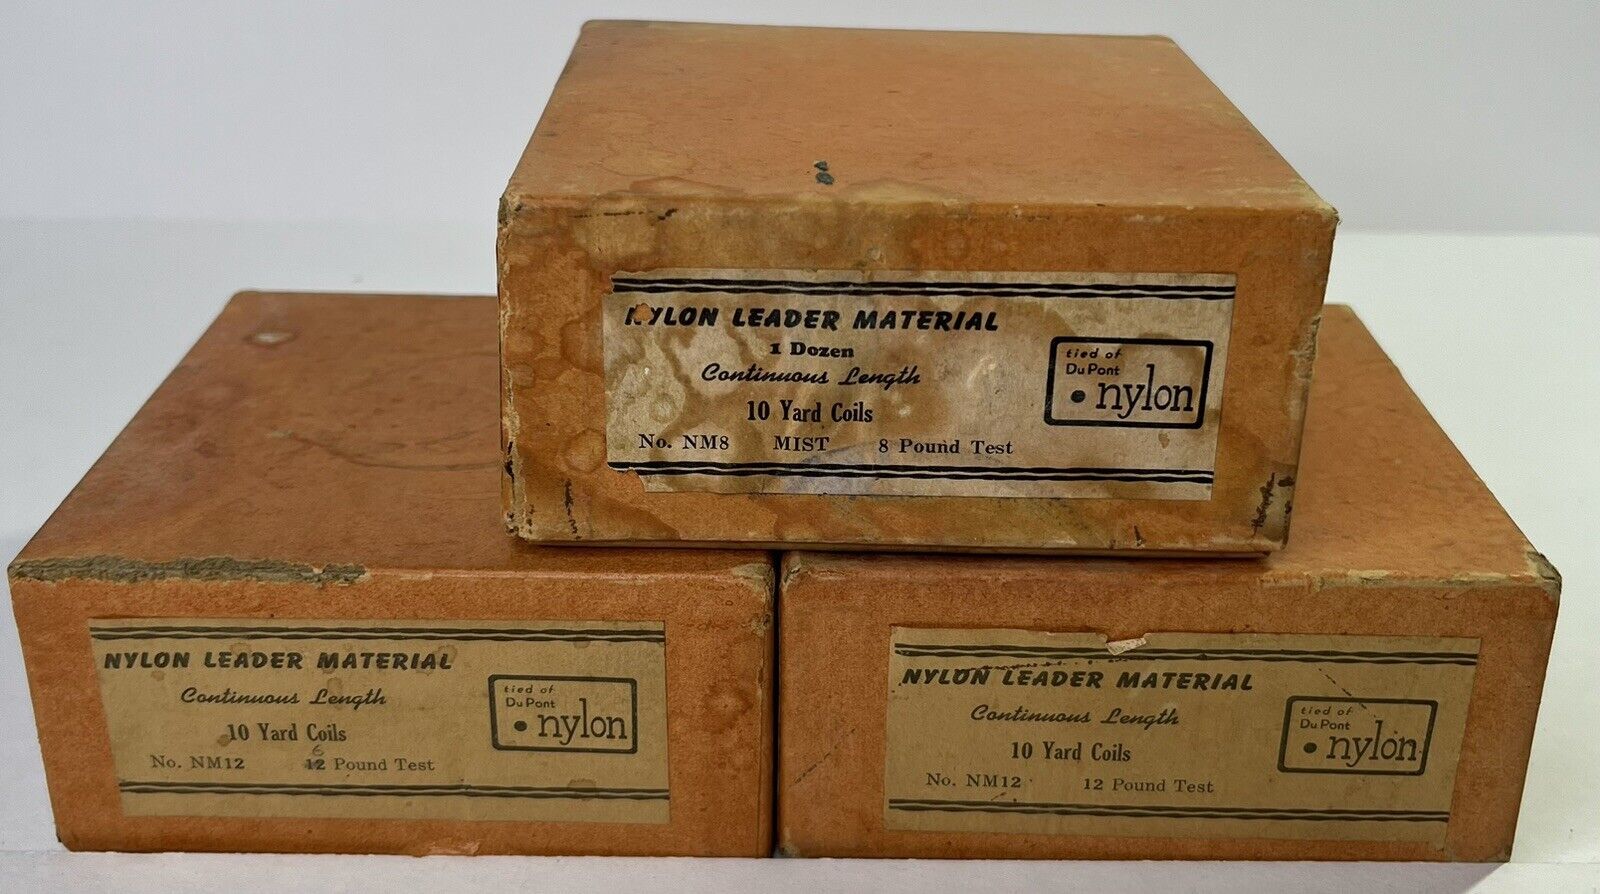 NYLON LEADER MATERIAL
1 Dozen
Continuous Length
10 Yard Coils
No. NM8 MIST 8 Pound Test
tied of
Du Pont
• nylon
NYLON LEADER MATERIAL
Continuous Length
10 Yard Coils
6
No. NM12 12 Pound Test
tied of
Du Pont
• nylon
NYLON LEADER MATERIAL
Continuous Length
10 Yard Coils
No. NM12 12 Pound Test
tied of
Du Pont
• nylon